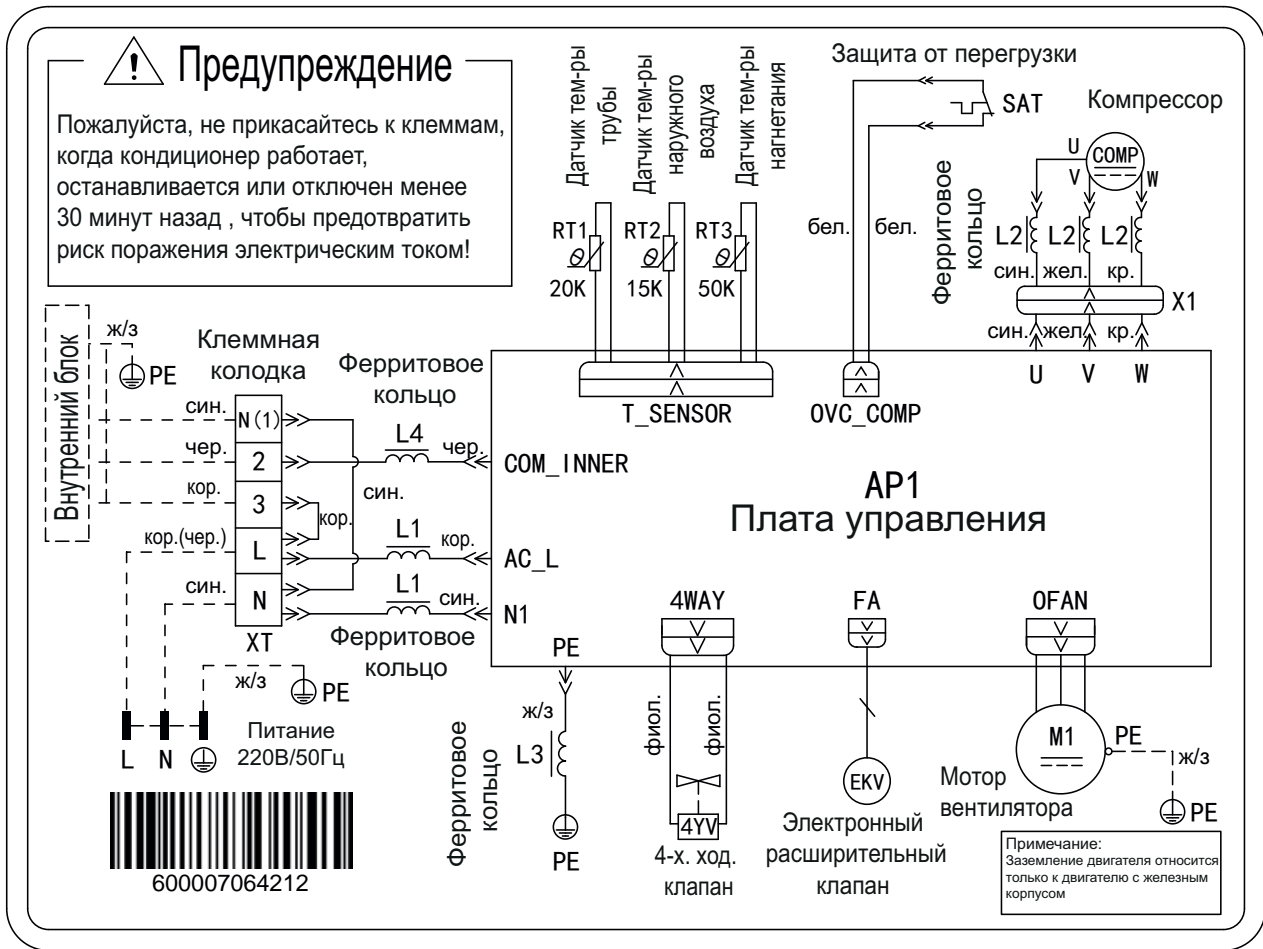 Предупреждение
Пожалуйста, не прикасайтесь к клеммам,
когда кондиционер работает,
останавливается или отключен менее
30 минут назад , чтобы предотвратить
риск поражения электрическим током!
Датчик тем-ры
трубы
Датчик тем-ры
наружного
воздуха
Датчик тем-ры
нагнетания
RT1
20K
RT2
15K
RT3
50K
Защита от перегрузки
SAT
бел.
бел.
Компрессор
COMP
U
V
W
Ферритовое
кольцо
L2
L2
L2
син.
жел.
кр.
X1
син.
жел
кр.
U
V
W
T_SENSOR
OVC_COMP
Внутренний блок
ж/з
PE
Клеммная
колодка
Ферритовое
кольцо
син.
N(1)
чер.
2
L4
чер.
COM_INNER
кор.
3
син.
кор.
кор.(чер.)
L
L1
кор.
AC_L
син.
N
L1
син.
N1
XT
Ферритовое
кольцо
AP1
Плата управления
ж/з
PE
L
N
Питание
220В/50Гц
600007064212
PE
ж/з
L3
Ферритовое
кольцо
PE
4WAY
фиол.
фиол.
4YV
4-х. ход.
клапан
FA
EKV
Электронный
расширительный
клапан
OFAN
M1
PE
ж/з
PE
Мотор
вентилятора
Примечание:
Заземление двигателя относится
только к двигателю с железным
корпусом